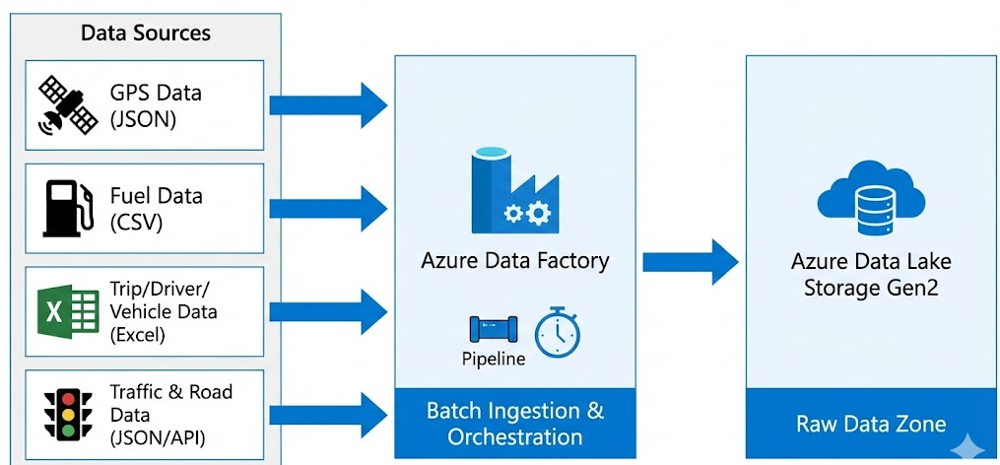 Data Sources
GPS Data
(JSON)
Fuel Data
(CSV)
X
Trip/Driver/
Vehicle Data
(Excel)
Traffic & Road
Data
(JSON/API)
Azure Data Factory
Pipeline
Batch Ingestion &
Orchestration
Azure Data Lake
Storage Gen2
Raw Data Zone